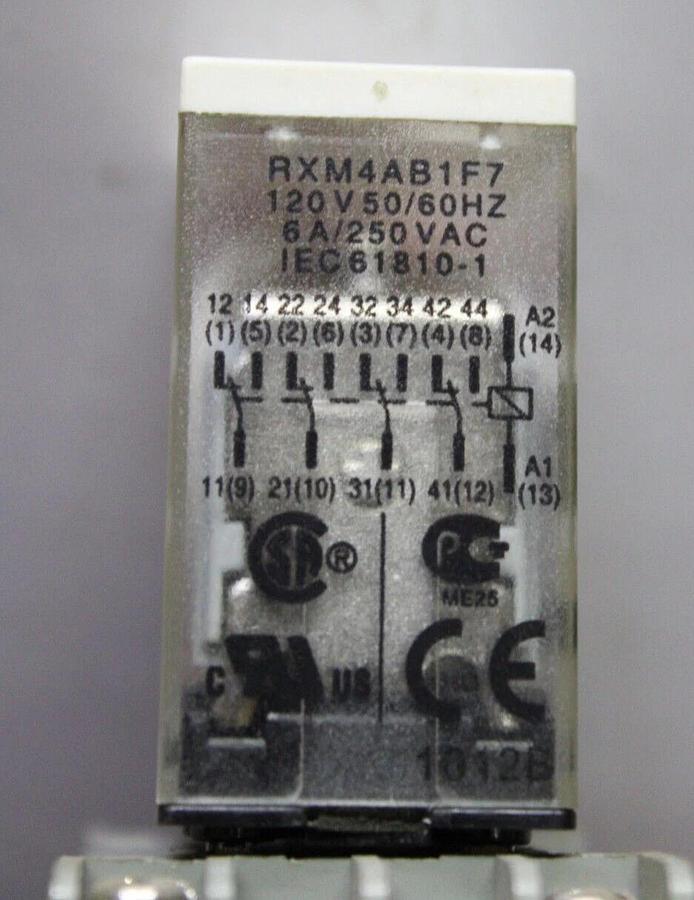 RXM4AB1F7
120V 50/60HZ
6A/250VAC
IEC61810-1
12 14 22 24 32 34 42 44 A2
(1) (5) (2) (6) (3) (7) (4) (8) (14)
11(9) 21(10) 31(11) 41(12) A1
(13)
SA ®
РС
ME25
C US
CE
1012B